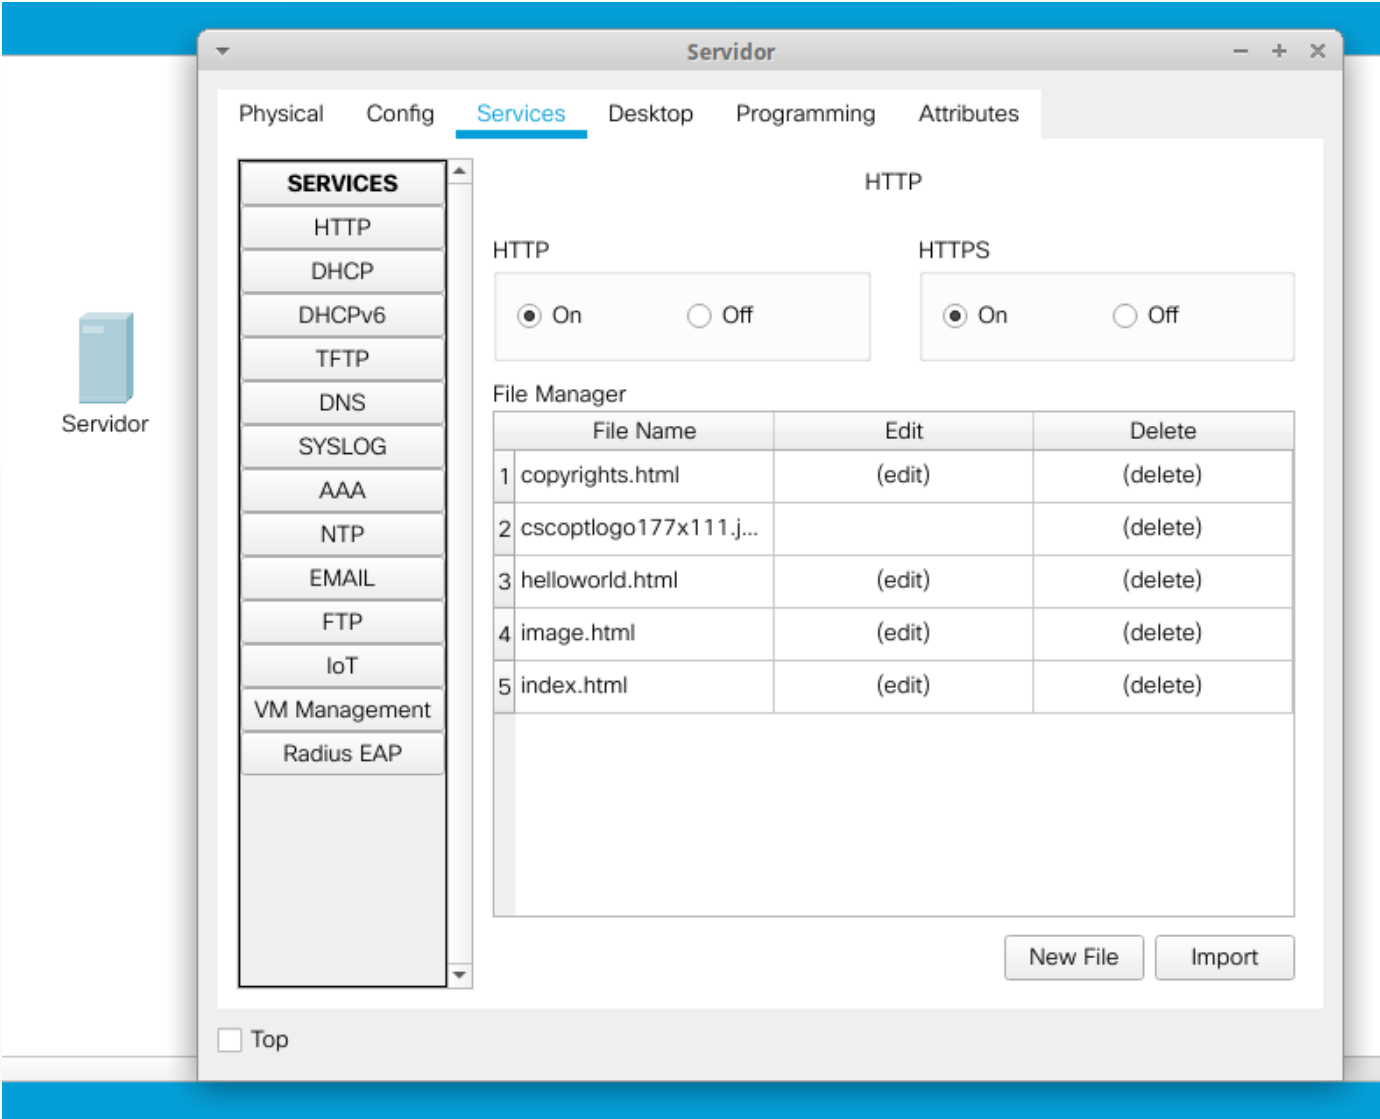 Servidor
Physical Config Services Desktop Programming Attributes
SERVICES
HTTP
DHCP
DHCPv6
TFTP
DNS
SYSLOG
AAA
NTP
EMAIL
FTP
IoT
VM Management
Radius EAP
HTTP
HTTP HTTPS
On Off On Off
File Manager
File Name Edit Delete
1 copyrights.html (edit) (delete)
2 cscoptlogo177x111.j... (delete)
3 helloworld.html (edit) (delete)
4 image.html (edit) (delete)
5 index.html (edit) (delete)
New File Import
Top
Servidor